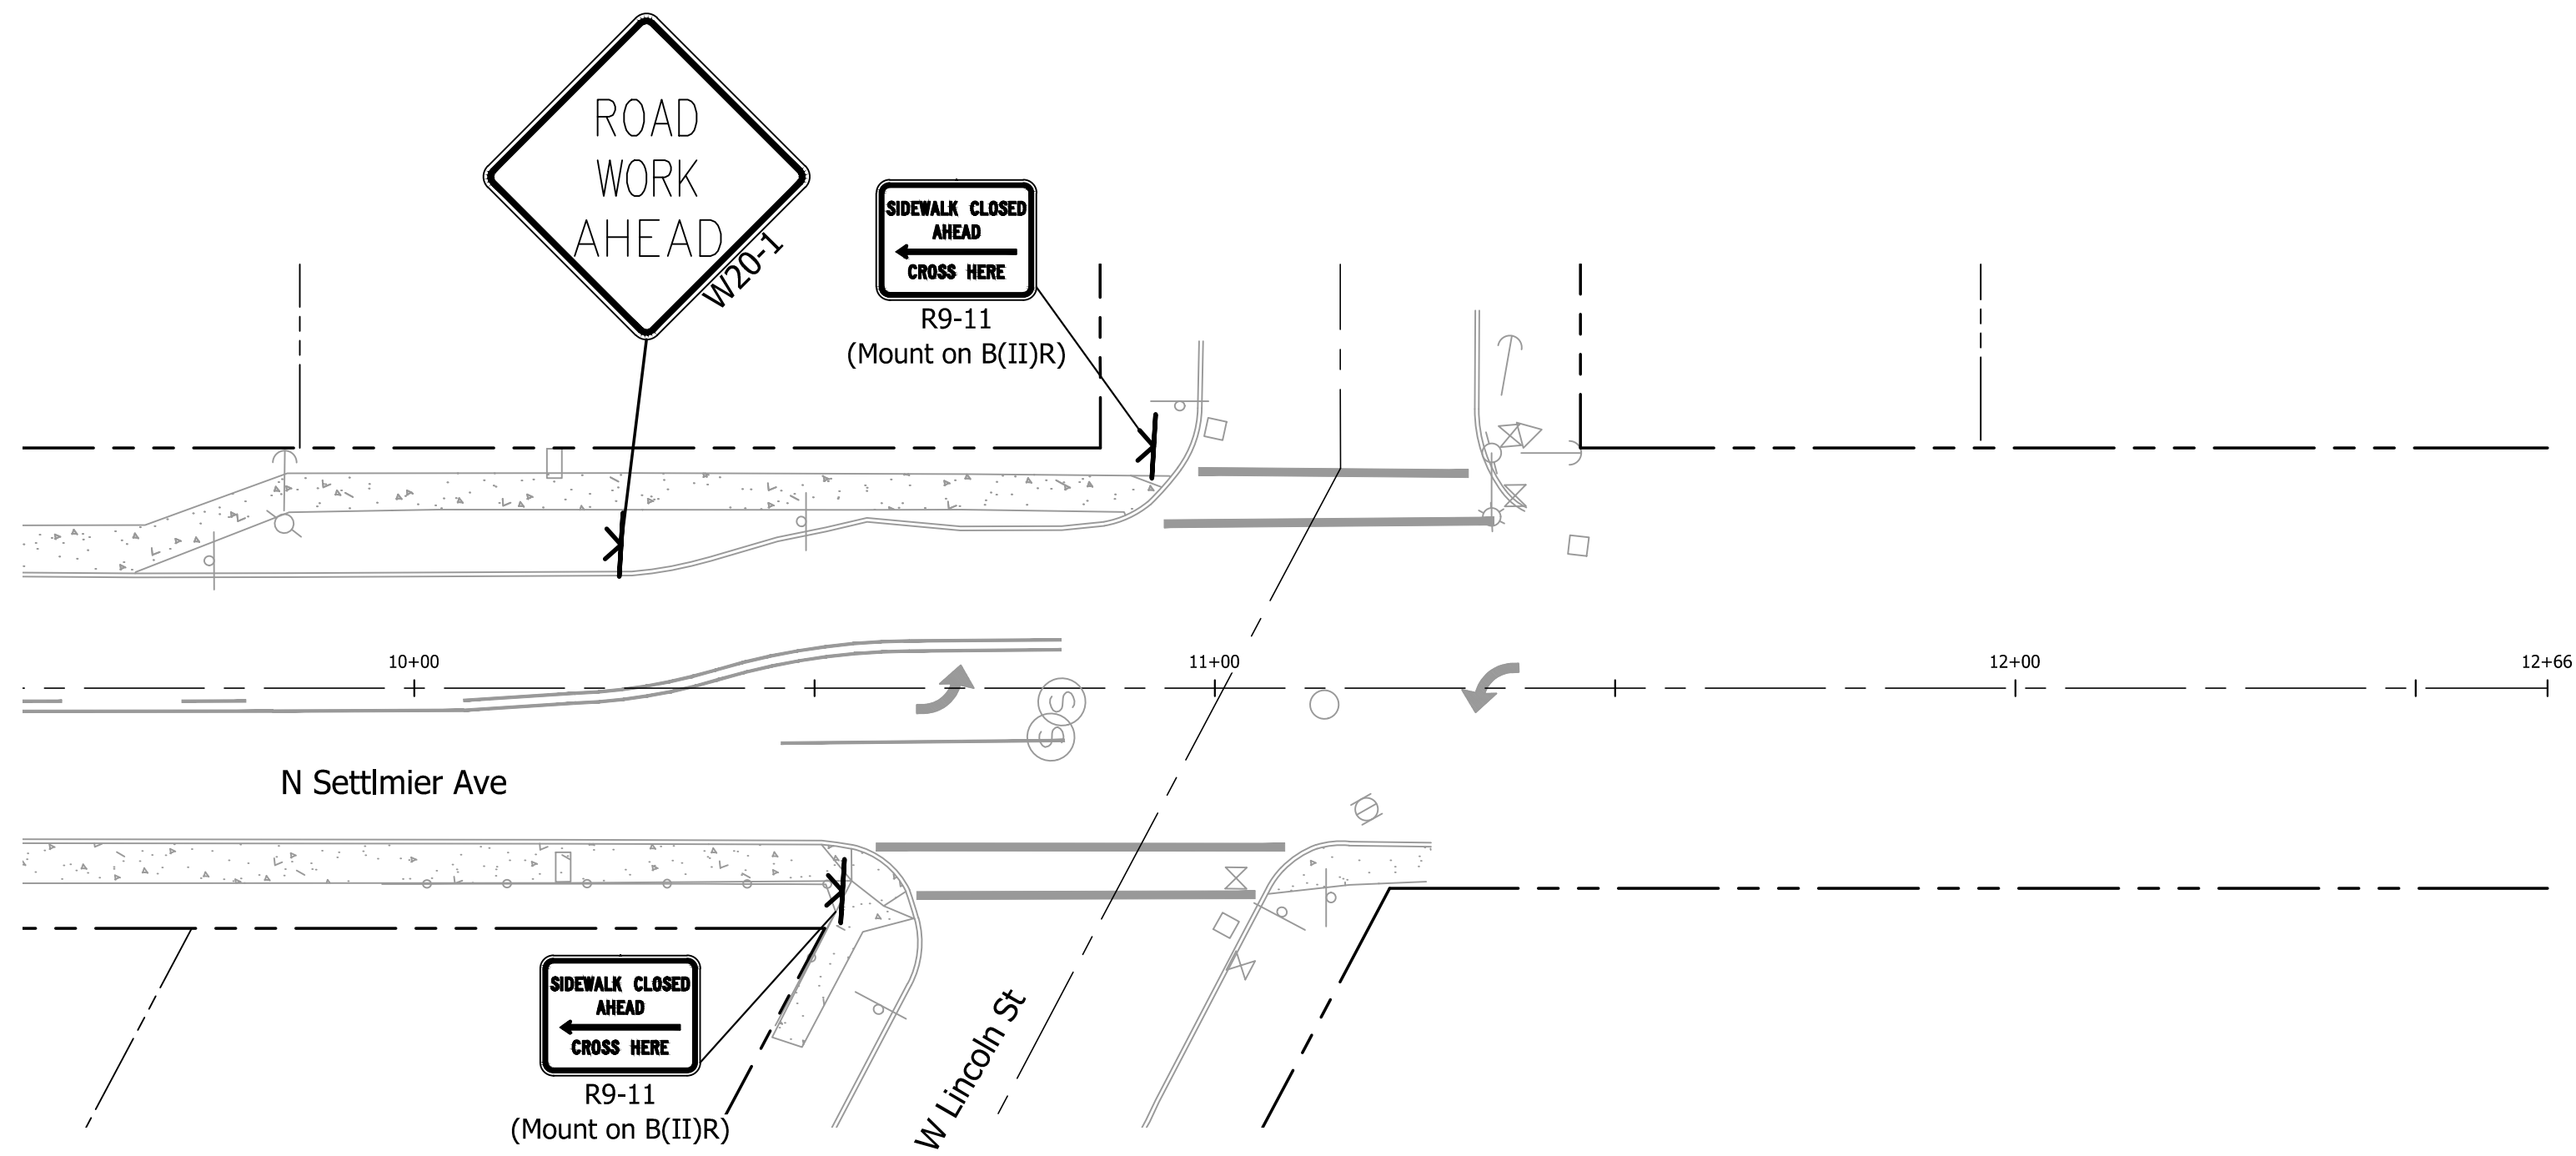 ROAD
WORK
AHEAD
W20-1
SIDEWALK CLOSED
AHEAD
CROSS HERE
R9-11
(Mount on B(II)R)
10+00
11+00
12+00
12+66
S
S
N Settlmier Ave
W Lincoln St
SIDEWALK CLOSED
AHEAD
CROSS HERE
R9-11
(Mount on B(II)R)